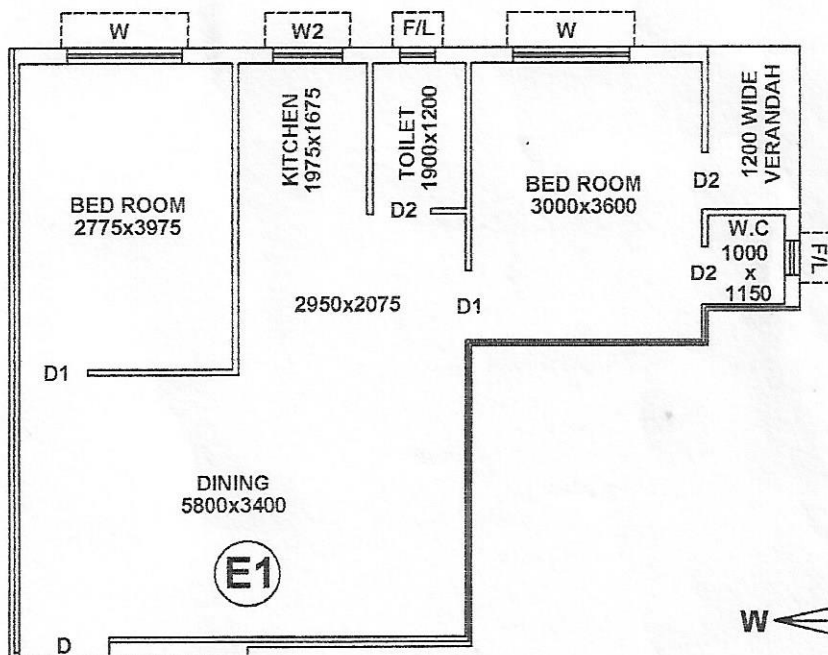 W
W2
F/L
W
BED ROOM
2775x3975
KITCHEN
1975x1675
TOILET
1900x1200
D2
BED ROOM
3000x3600
1200 WIDE
VERANDAH
D2
W.C
1000
x
1150
D2
F/L
2950x2075
D1
D1
DINING
5800x3400
E1
D
W